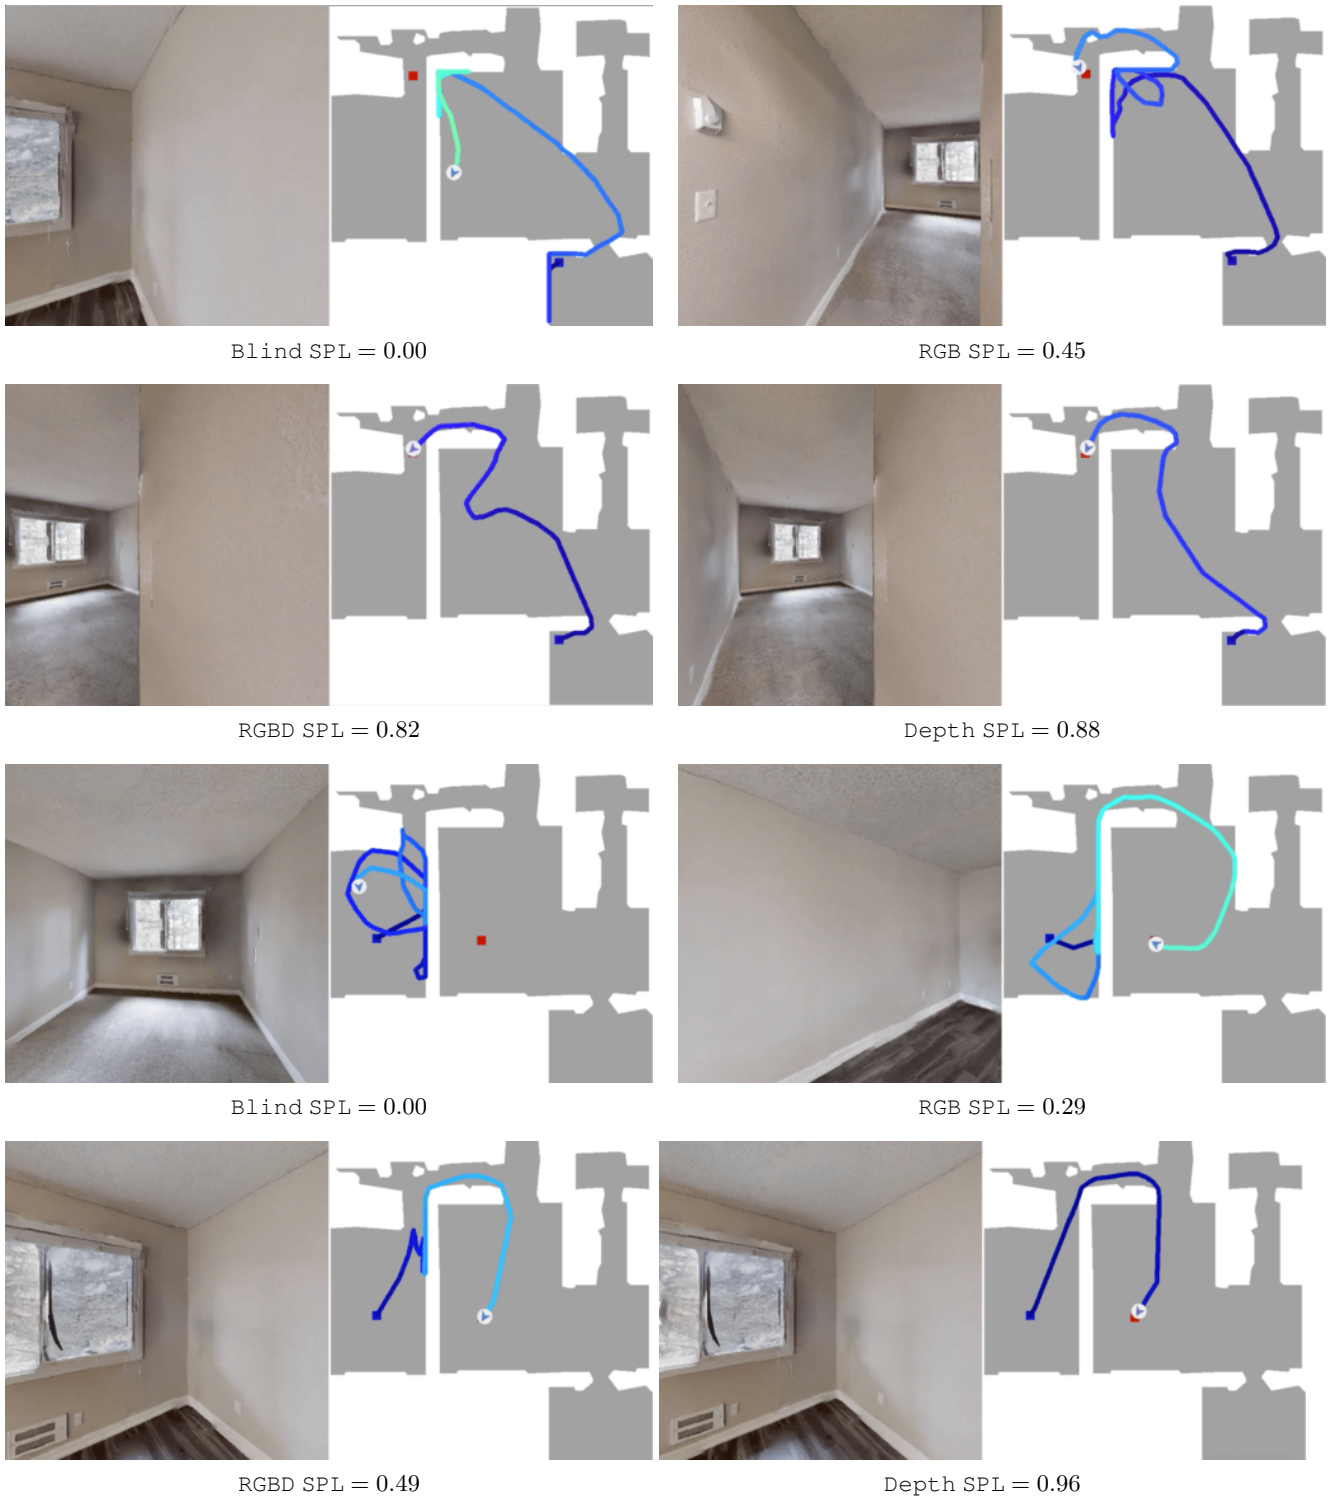 Blind SPL = 0.00
RGB SPL = 0.45
RGBD SPL = 0.82
Depth SPL = 0.88
Blind SPL = 0.00
RGB SPL = 0.29
RGBD SPL = 0.49
Depth SPL = 0.96